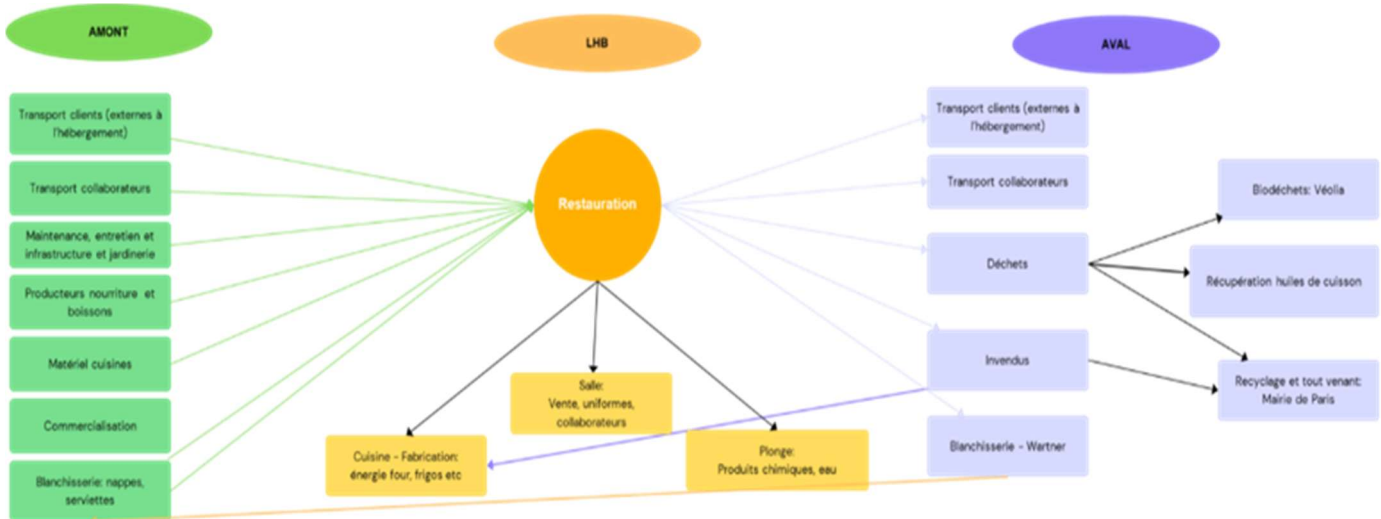 AMONT
LHB
AVAL
Transport clients (externes à
l'hébergement)
Transport collaborateurs
Maintenance, entretien et
infrastructure et jardinerie
Producteurs nourriture et
boissons
Matériel cuisines
Commercialisation
Blanchisserie: nappes,
serviettes
Restauration
Salle:
Vente, uniformes,
collaborateurs
Cuisine - Fabrication:
énergie four, frigos etc
Plonge:
Produits chimiques, eau
Transport clients (externes à
l'hébergement)
Transport collaborateurs
Déchets
Invendus
Blanchisserie - Wartner
Biodéchets: Véolia
Récupération huiles de cuisson
Recyclage et tout venant:
Mairie de Paris